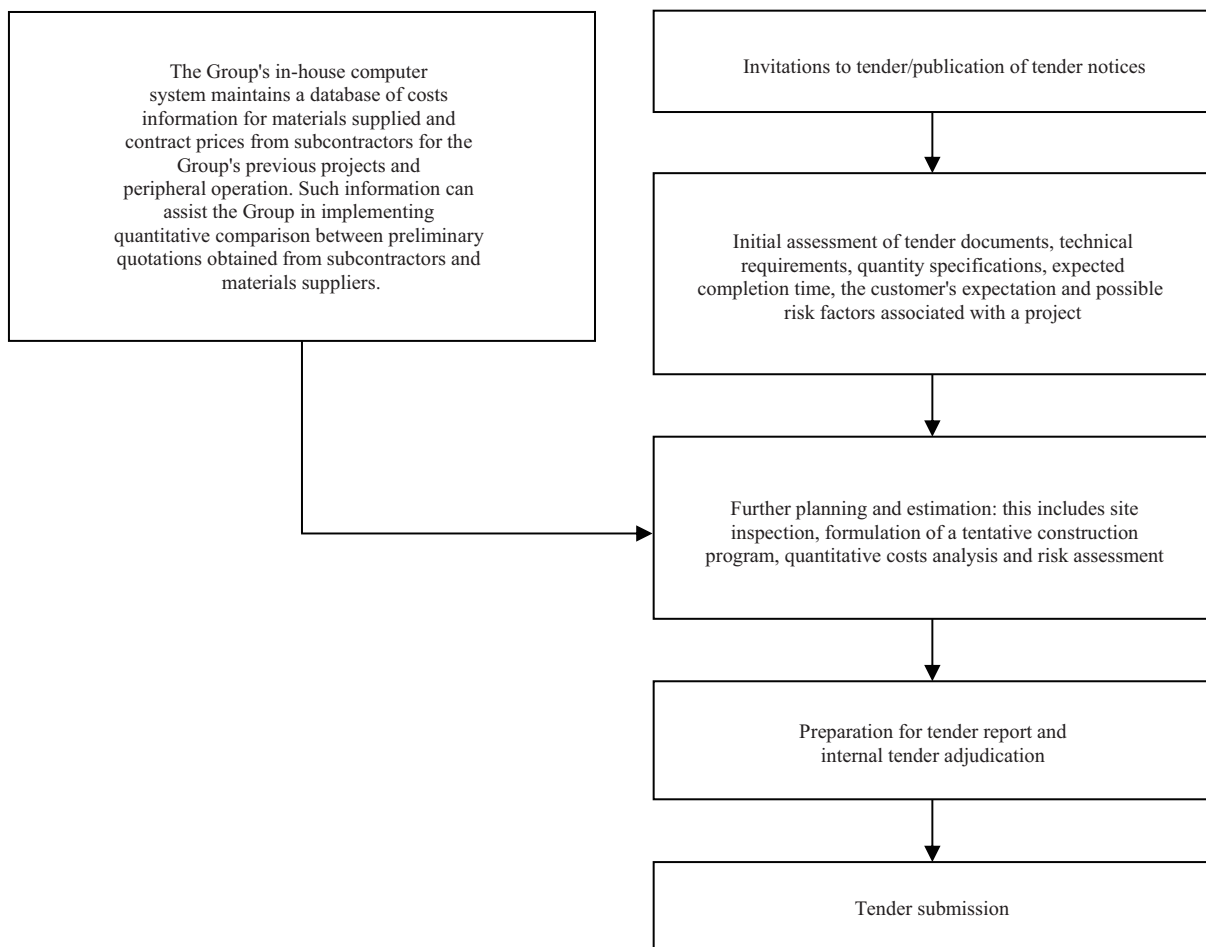 The Group's in-house computer
system maintains a database of costs
information for materials supplied and
contract prices from subcontractors for the
Group's previous projects and
peripheral operation. Such information can
assist the Group in implementing
quantitative comparison between preliminary
quotations obtained from subcontractors and
materials suppliers.
Invitations to tender/publication of tender notices
Initial assessment of tender documents, technical
requirements, quantity specifications, expected
completion time, the customer's expectation and possible
risk factors associated with a project
Further planning and estimation: this includes site
inspection, formulation of a tentative construction
program, quantitative costs analysis and risk assessment
Preparation for tender report and
internal tender adjudication
Tender submission